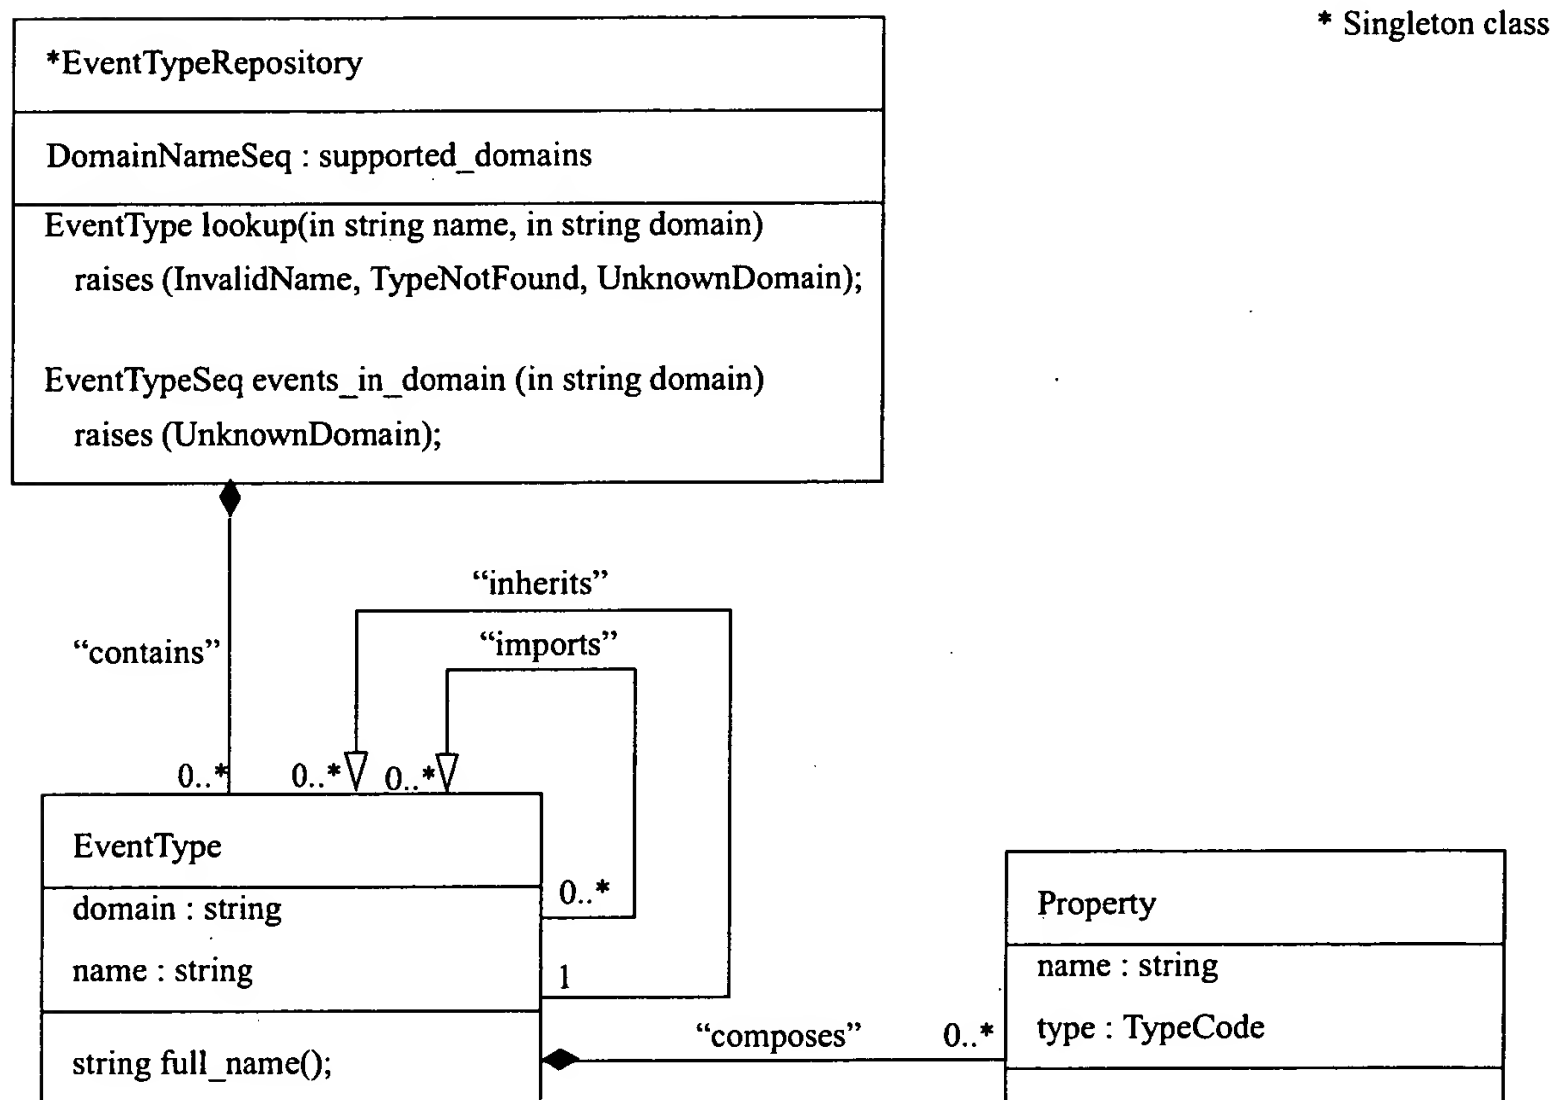 * Singleton class
*EventTypeRepository
DomainNameSeq : supported_domains
EventType lookup(in string name, in string domain)
raises (InvalidName, TypeNotFound, UnknownDomain);
EventTypeSeq events_in_domain (in string domain)
raises (UnknownDomain);
“inherits”
“imports”
“contains”
0..*
0..*
0..*
EventType
domain : string
name : string
string full_name();
0..*
1
“composes”
0..*
Property
name : string
type : TypeCode